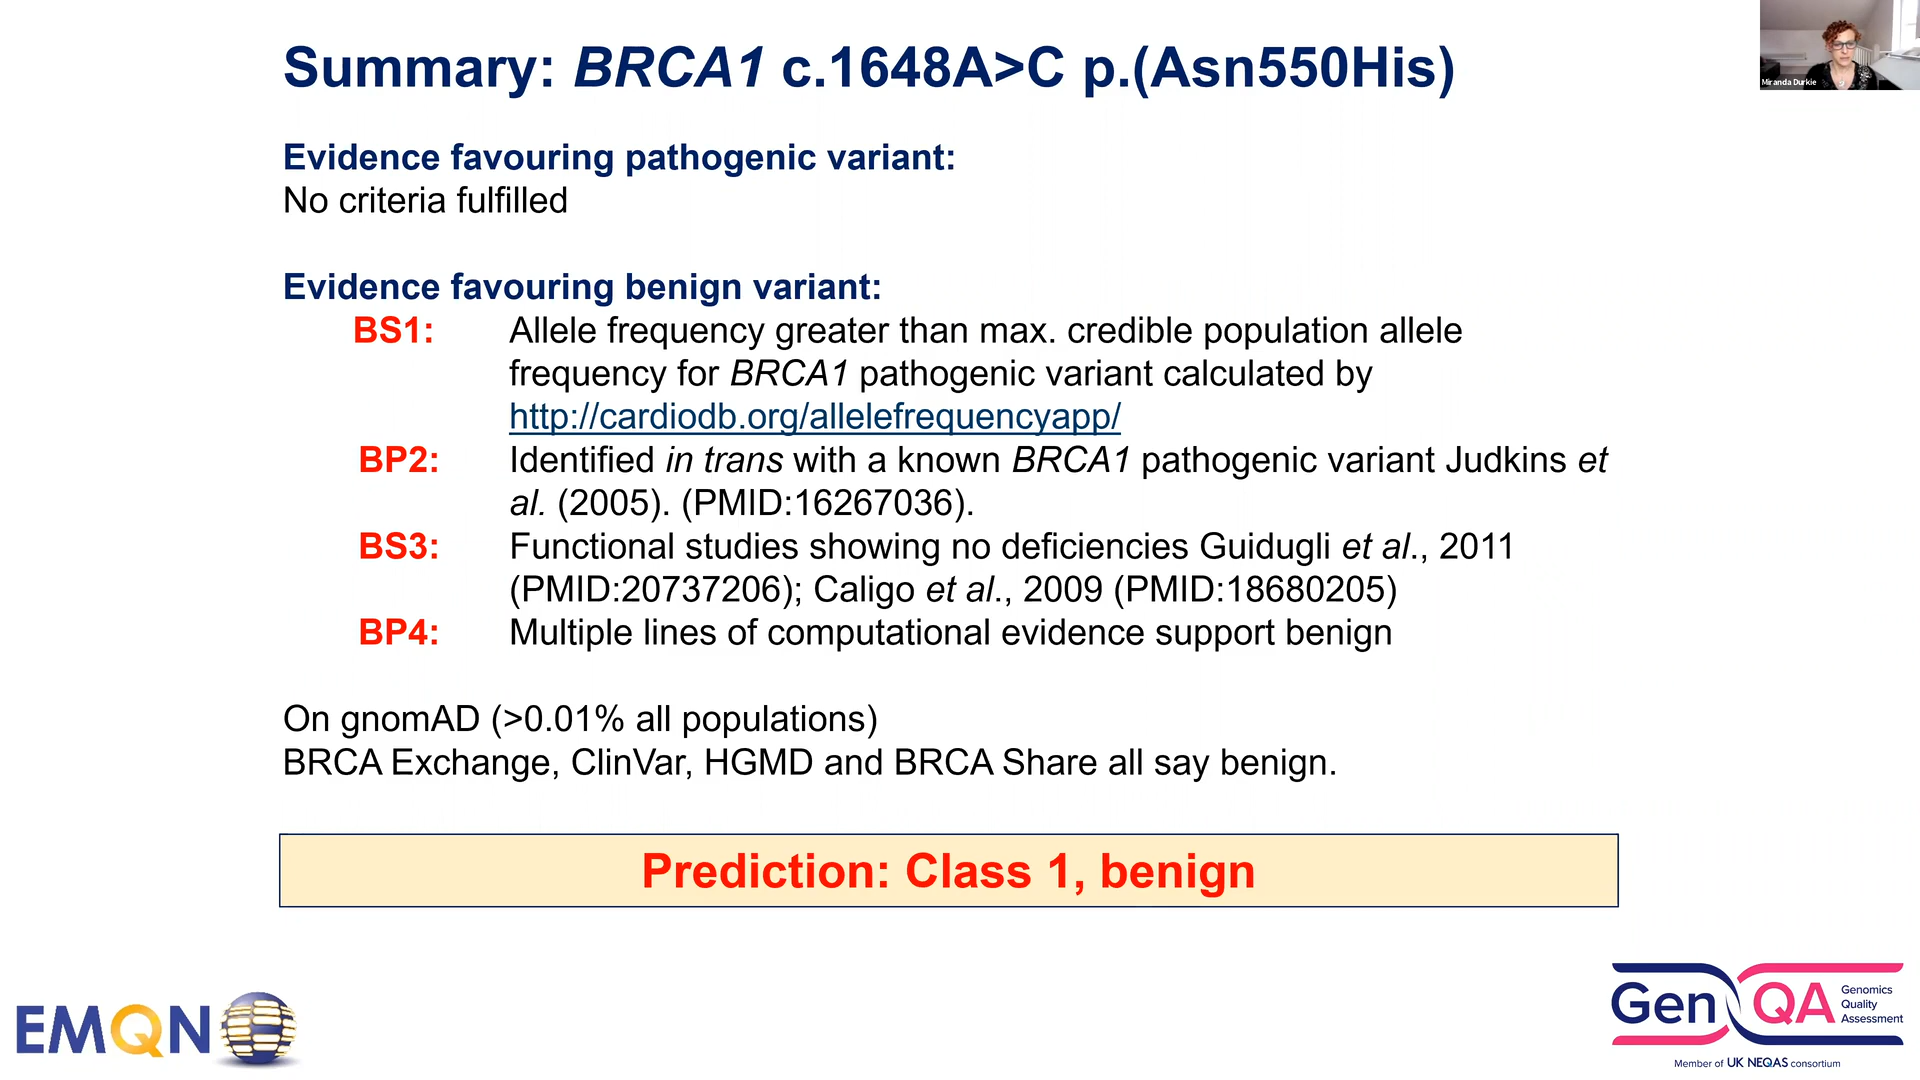 Summary: BRCA1 c.1648A>C p.(Asn550His)
Miranda Durkie
Evidence favouring pathogenic variant:
No criteria fulfilled
Evidence favouring benign variant:
BS1: Allele frequency greater than max. credible population allele
frequency for BRCA1 pathogenic variant calculated by
http://cardiodb.org/allelefrequencyapp/
BP2: Identified in trans with a known BRCA1 pathogenic variant Judkins et
al. (2005). (PMID:16267036).
BS3: Functional studies showing no deficiencies Guidugli et al., 2011
(PMID:20737206); Caligo et al., 2009 (PMID:18680205)
BP4: Multiple lines of computational evidence support benign
On gnomAD (>0.01% all populations)
BRCA Exchange, ClinVar, HGMD and BRCA Share all say benign.
Prediction: Class 1, benign
EMQN
GenQA
Genomics
Quality
Assessment
Member of UK NEQAS consortium